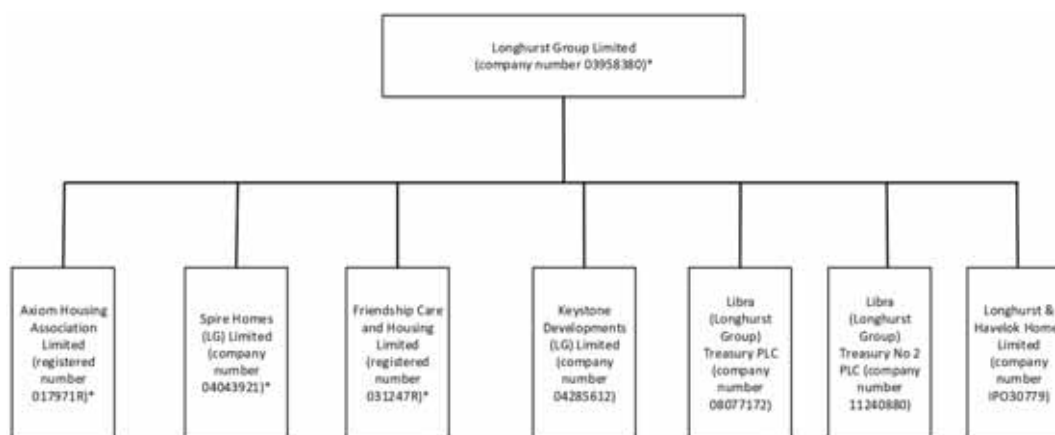 Longhurst Group Limited
(company number 03958380)*
Axiom Housing
Association
Limited
(registered
number
017971R)*
Spire Homes
(LG) Limited
(company
number
04043921)*
Friendship Care
and Housing
Limited
(registered
number
031247R)*
Keystone
Developments
(LG) Limited
(company
number
04285612)
Libra
(Longhurst
Group)
Treasury PLC
(company
number
08077172)
Libra
(Longhurst
Group)
Treasury No 2
PLC (company
number
11240880)
Longhurst &
Havelok Home
Limited
(company
number
IPO30779)